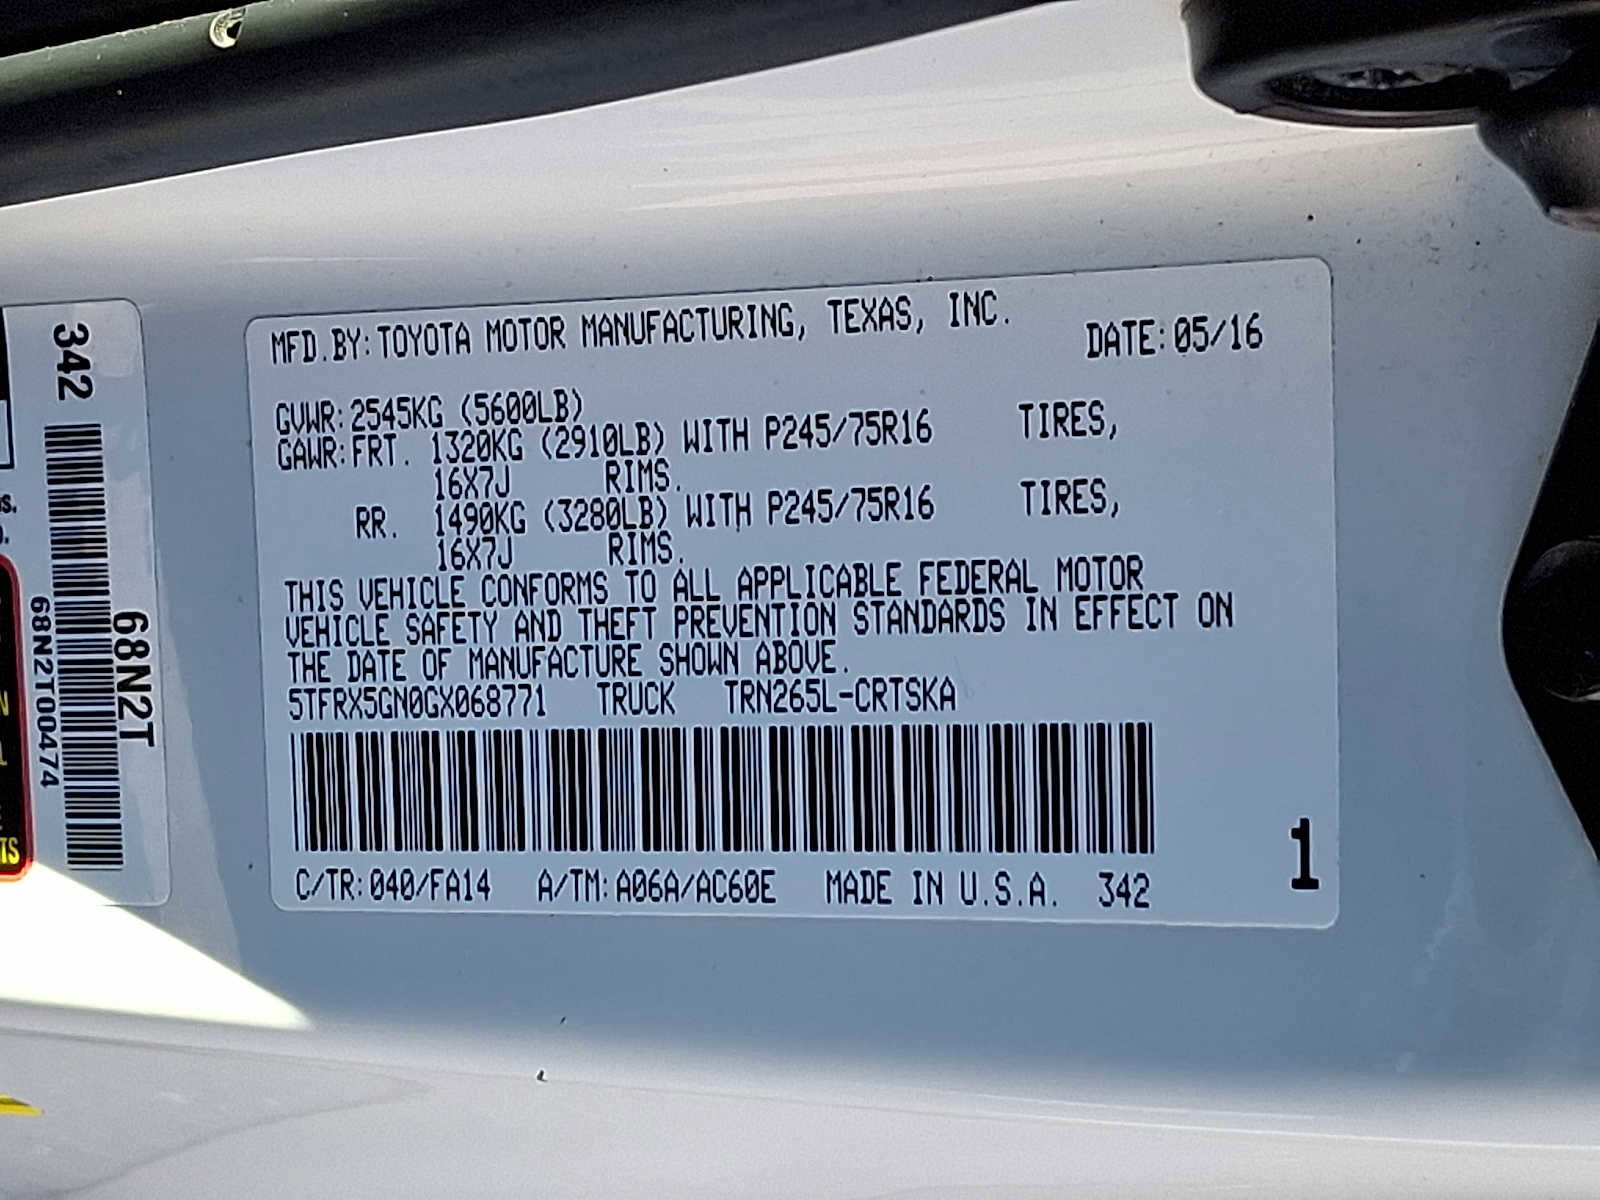 MFD.BY:TOYOTA MOTOR MANUFACTURING, TEXAS, INC.
DATE:05/16
GVWR:2545KG (5600LB)
GAWR:FRT. 1320KG (2910LB) WITH P245/75R16 TIRES,
16X7J RIMS.
RR. 1490KG (3280LB) WITH P245/75R16 TIRES,
16X7J RIMS.
THIS VEHICLE CONFORMS TO ALL APPLICABLE FEDERAL MOTOR
VEHICLE SAFETY AND THEFT PREVENTION STANDARDS IN EFFECT ON
THE DATE OF MANUFACTURE SHOWN ABOVE.
5TFRX5GN0GX068771 TRUCK TRN265L-CRTSKA
C/TR:040/FA14 A/TM:A06A/AC60E MADE IN U.S.A. 342
1
342
68N2T
68N2T00474